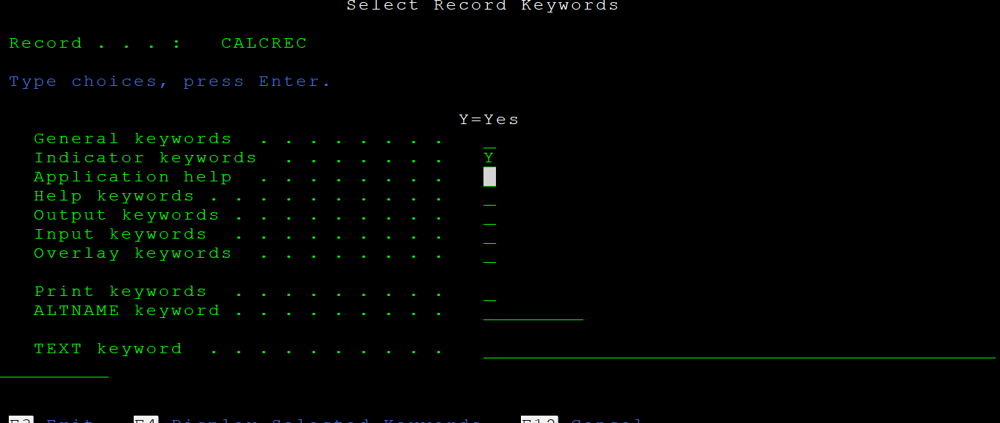 Select Record Keywords
Record . . . :   CALCREC
Type choices, press Enter.
Y=Yes
General keywords  . . . . . . . .   _
Indicator keywords  . . . . . . .   Y
Application help  . . . . . . . .
Help keywords . . . . . . . . . .   _
Output keywords . . . . . . . . .   _
Input keywords  . . . . . . . . .   _
Overlay keywords  . . . . . . . .   _
Print keywords  . . . . . . . . .   _
ALTNAME keyword . . . . . . . . .   ________
TEXT keyword  . . . . . . . . . .   _________________________________________
F3 Exit   F4 Display Selected Keywords   F12 Cancel